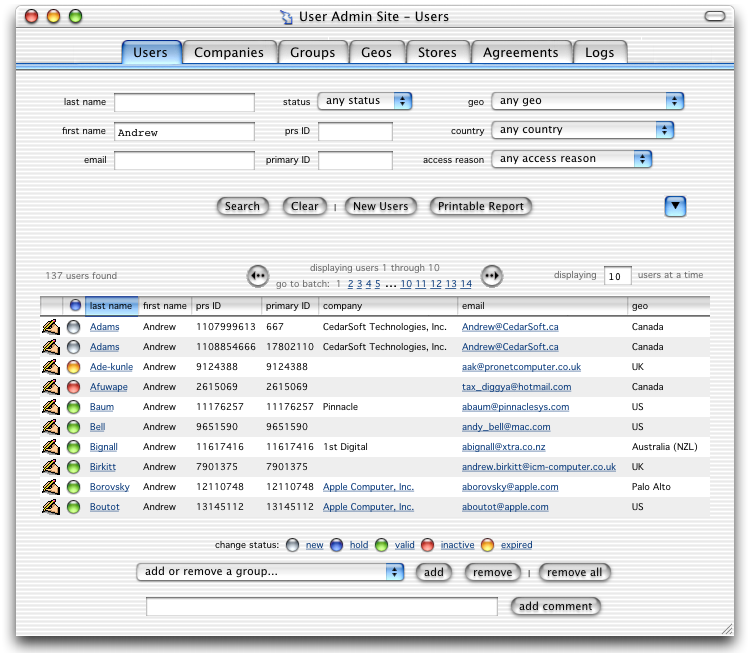 User Admin Site – Users
Users Companies Groups Geos Stores Agreements Logs
last name status any status geo any geo
first name Andrew prs ID country any country
email primary ID access reason any access reason
Search Clear | New Users Printable Report
displaying users 1 through 10
137 users found go to batch: 1 2 3 4 5 ... 10 11 12 13 14 displaying 10 users at a time
last name first name prs ID primary ID company email geo
Adams Andrew 1107999613 667 CedarSoft Technologies, Inc. Andrew@CedarSoft.ca Canada
Adams Andrew 1108854666 17802110 CedarSoft Technologies, Inc. Andrew@CedarSoft.ca Canada
Ade-kunle Andrew 9124388 9124388 aak@pronetcomputer.co.uk UK
Afuwape Andrew 2615069 2615069 tax_diggya@hotmail.com Canada
Baum Andrew 11176257 11176257 Pinnacle abaum@pinnaclesys.com US
Bell Andrew 9651590 9651590 andy_bell@mac.com US
Bignall Andrew 11617416 11617416 1st Digital abignall@xtra.co.nz Australia (NZL)
Birkitt Andrew 7901375 7901375 andrew.birkitt@icm-computer.co.uk UK
Borovsky Andrew 12110748 12110748 Apple Computer, Inc. aborovsky@apple.com Palo Alto
Boutot Andrew 13145112 13145112 Apple Computer, Inc. aboutot@apple.com US
change status: new hold valid inactive expired
add or remove a group... add remove | remove all
add comment